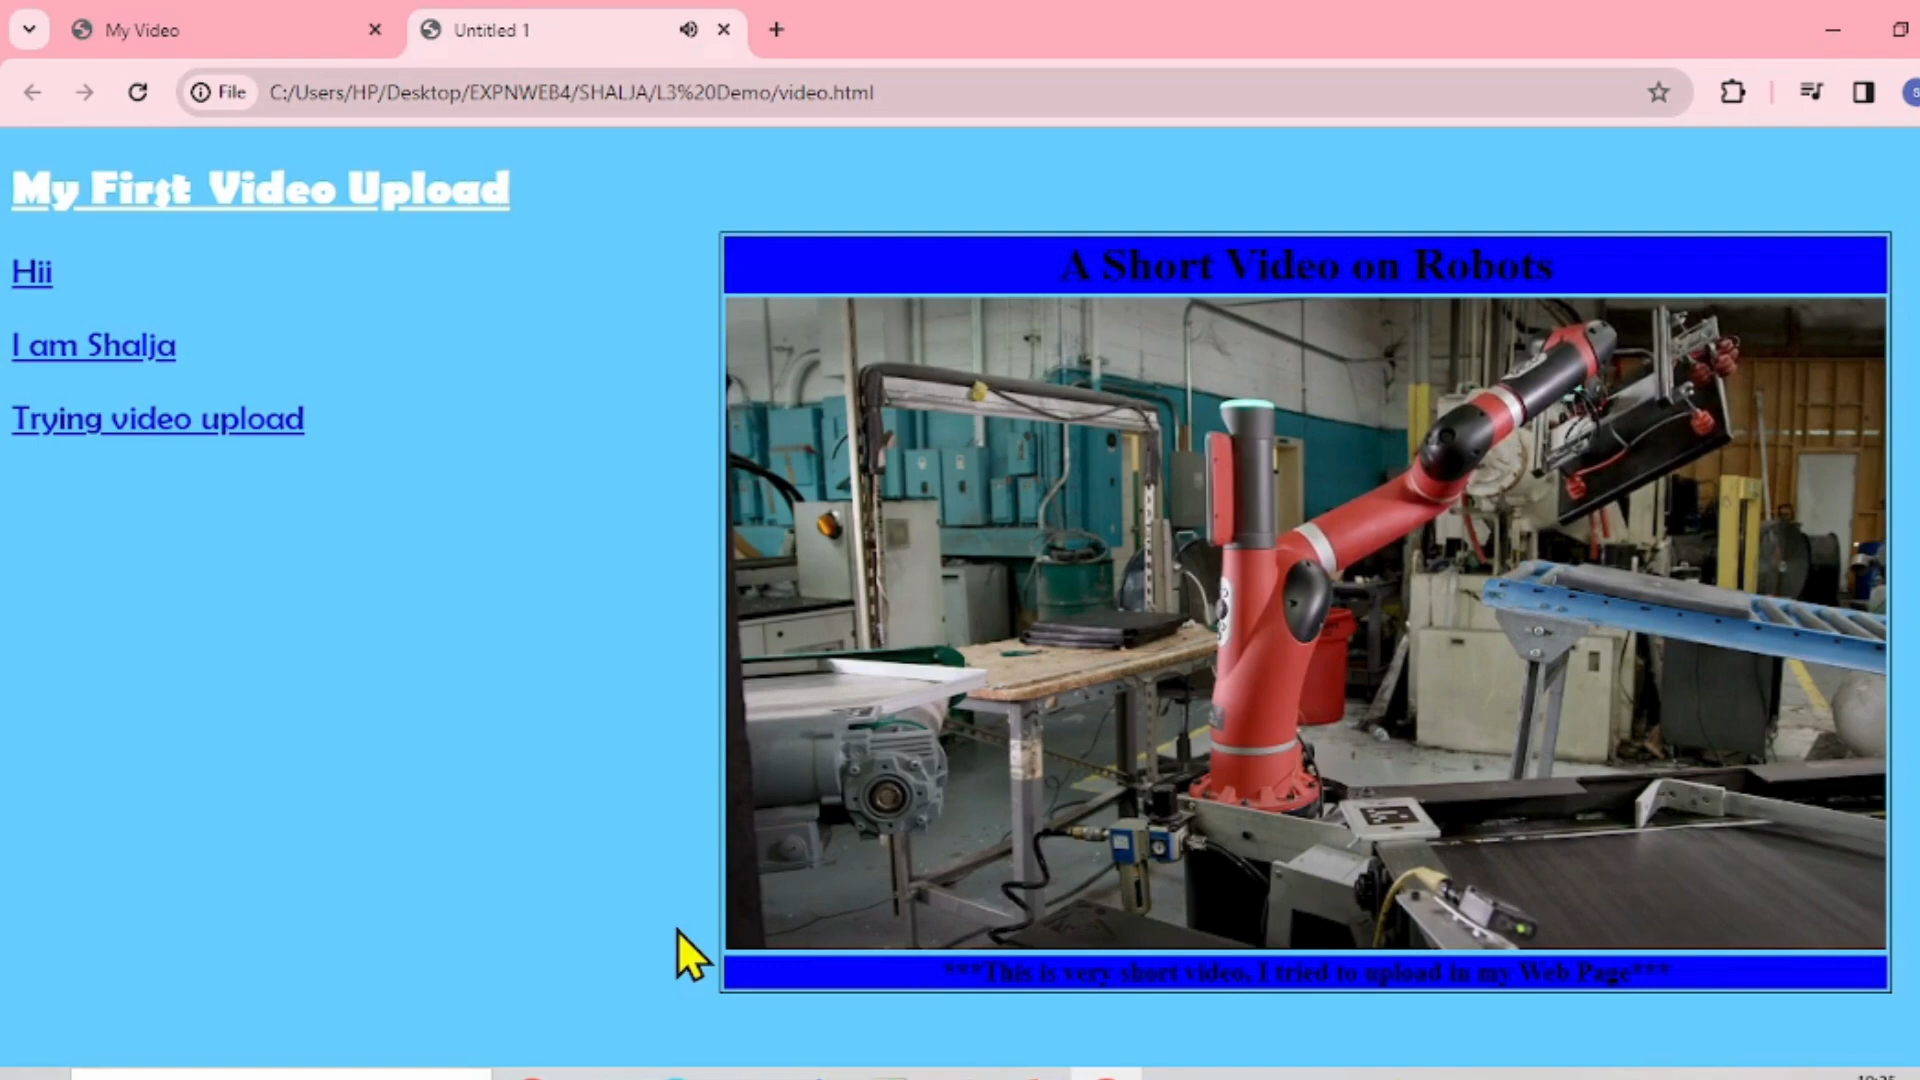 My Video
Untitled 1
File
C:/Users/HP/Desktop/EXPNWEB4/SHALJA/L3%20Demo/video.html
My First Video Upload
Hii
I am Shalja
Trying video upload
A Short Video on Robots
***This is very short video. I tried to upload in my Web Page***